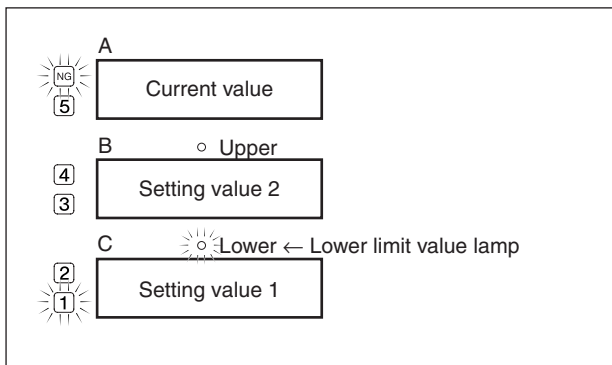 A
NG
Current value
5
B
Upper
4
Setting value 2
3
C
Lower ← Lower limit value lamp
2
Setting value 1
1